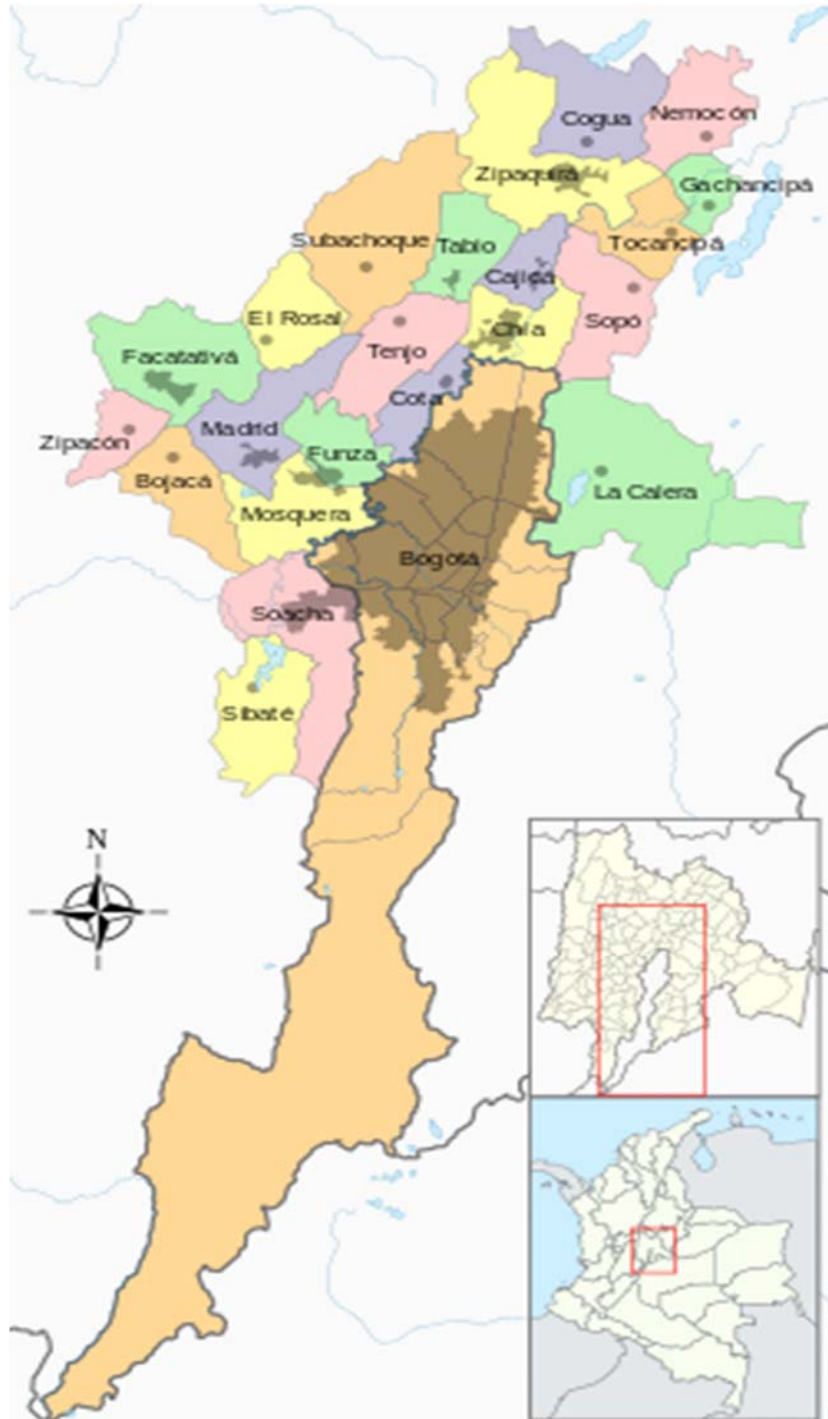 Cogua
Nemocón
Zipaquirá
Gachancipá
Subachoque
Tabio
Tocancipá
Cajicá
El Rosal
Chía
Sopó
Tenjo
Facatativá
Cota
Madrid
Zipacón
Funza
Bojacá
La Calera
Mosquera
Bogotá
Soacha
Sibaté
N